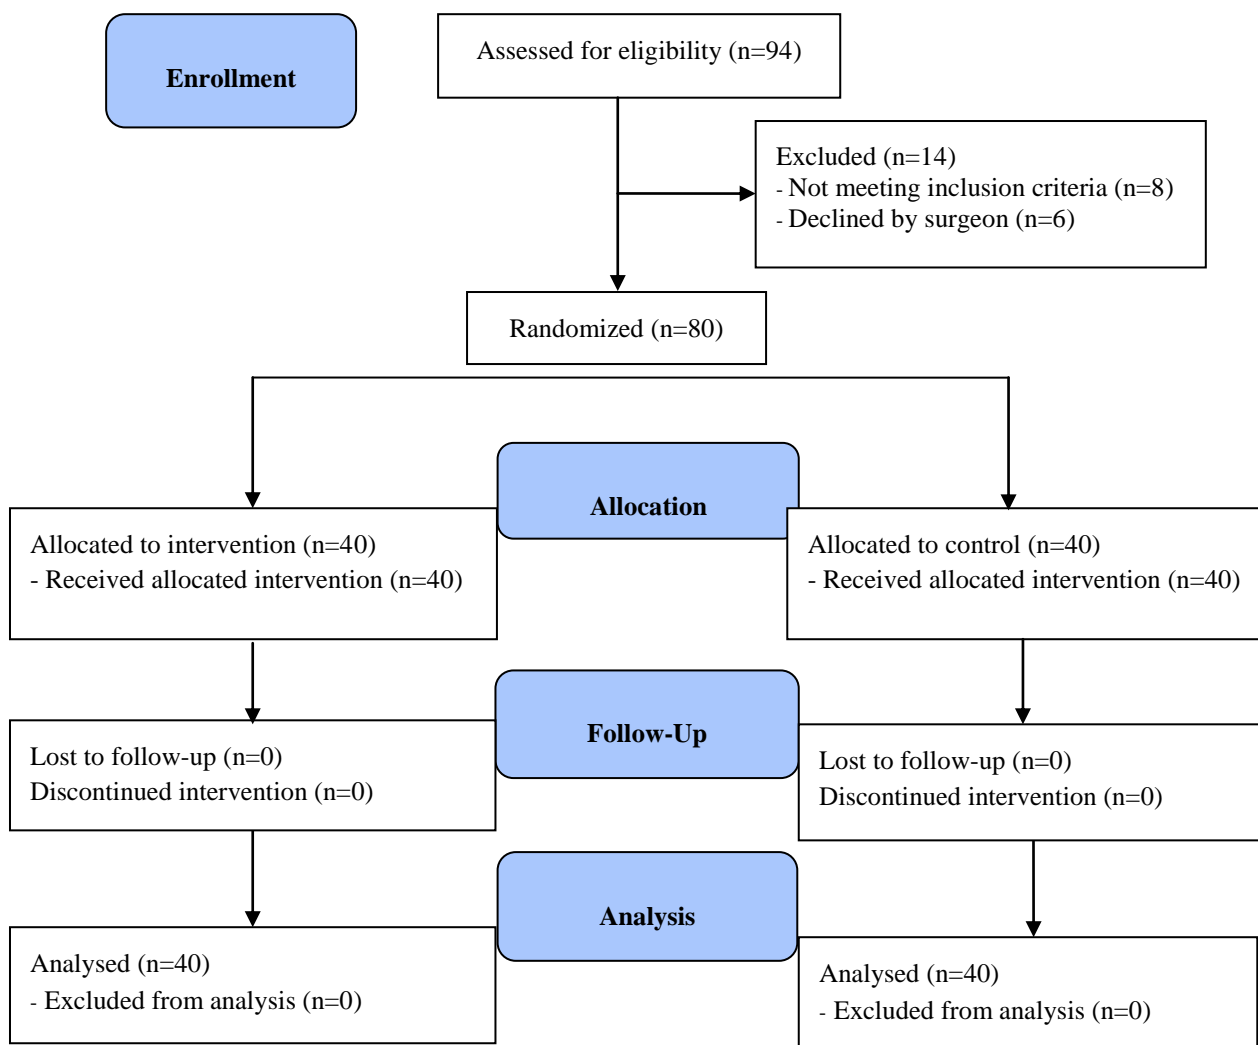 Enrollment
Assessed for eligibility (n=94)
Excluded (n=14)
- Not meeting inclusion criteria (n=8)
- Declined by surgeon (n=6)
Randomized (n=80)
Allocation
Allocated to intervention (n=40)
- Received allocated intervention (n=40)
Allocated to control (n=40)
- Received allocated intervention (n=40)
Follow-Up
Lost to follow-up (n=0)
Discontinued intervention (n=0)
Lost to follow-up (n=0)
Discontinued intervention (n=0)
Analysis
Analysed (n=40)
- Excluded from analysis (n=0)
Analysed (n=40)
- Excluded from analysis (n=0)